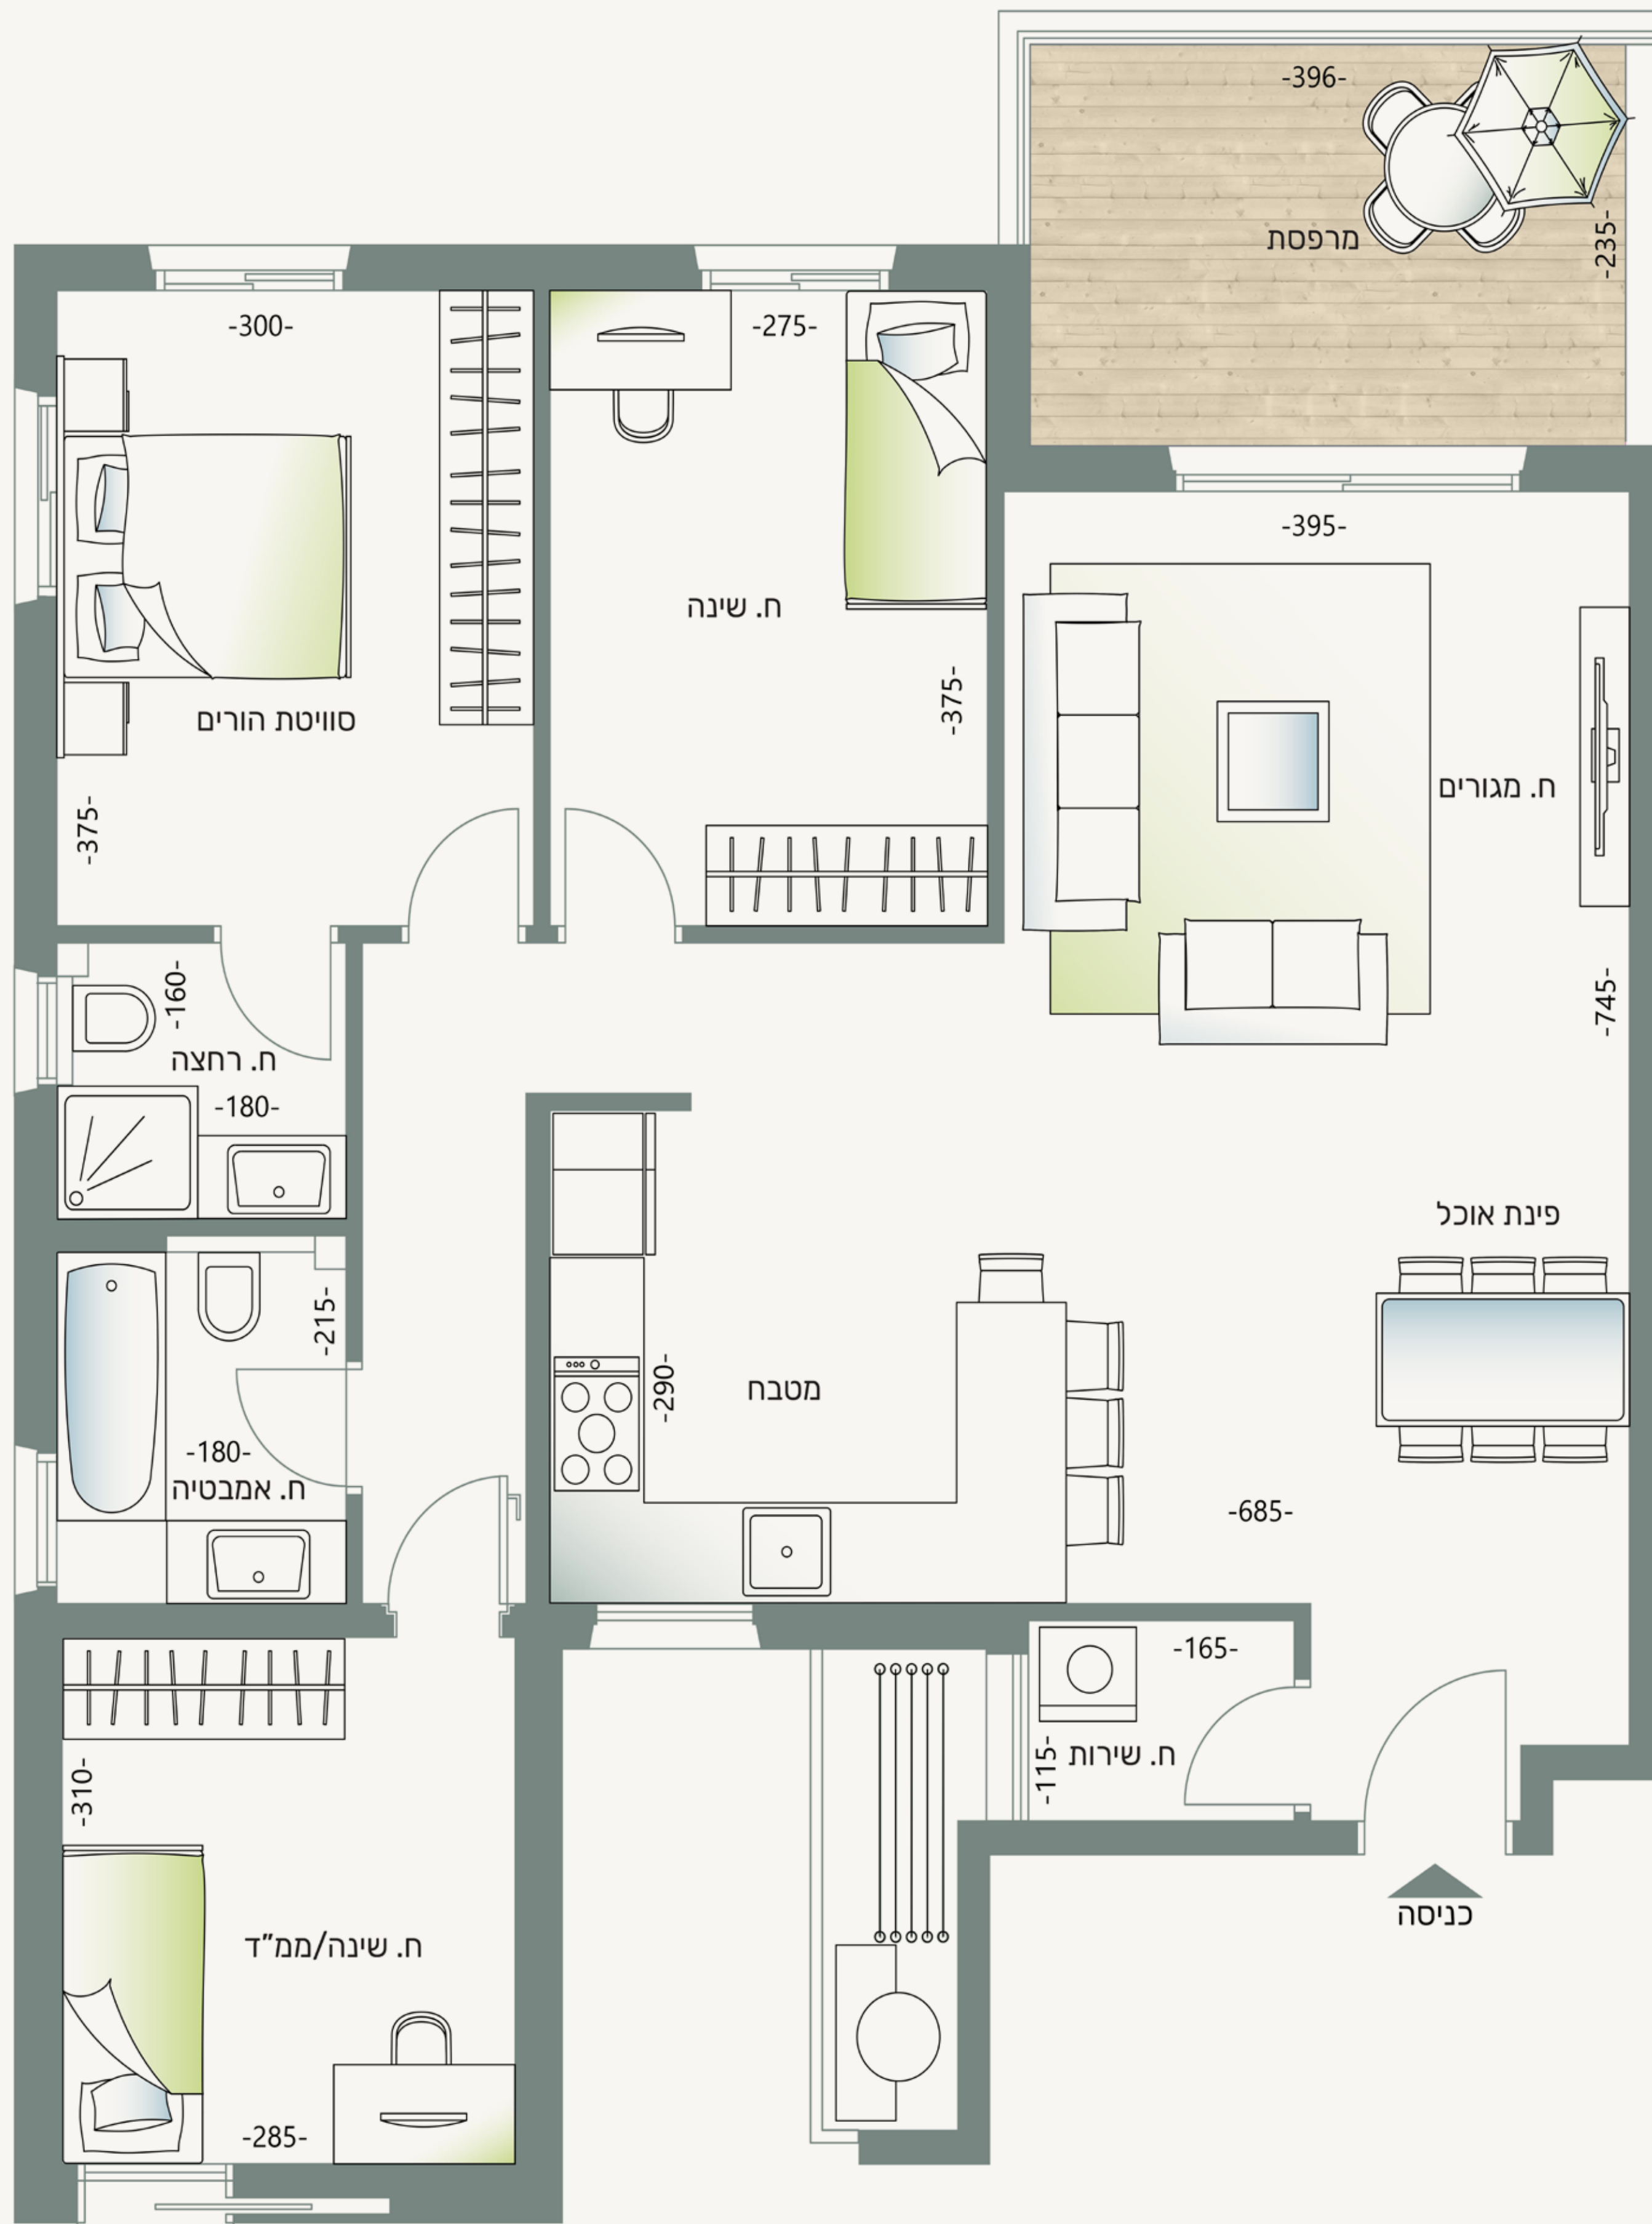 -396-
מרפסת
-235-
-300-
-275-
-395-
ח. שינה
-375-
סוויטת הורים
-375-
ח. מגורים
-745-
-160-
ח. רחצה
-180-
פינת אוכל
-215-
-290-
מטבח
-180-
ח. אמבטיה
-685-
-165-
-115-
ח. שירות
-310-
כניסה
ח. שינה/ממ״ד
-285-